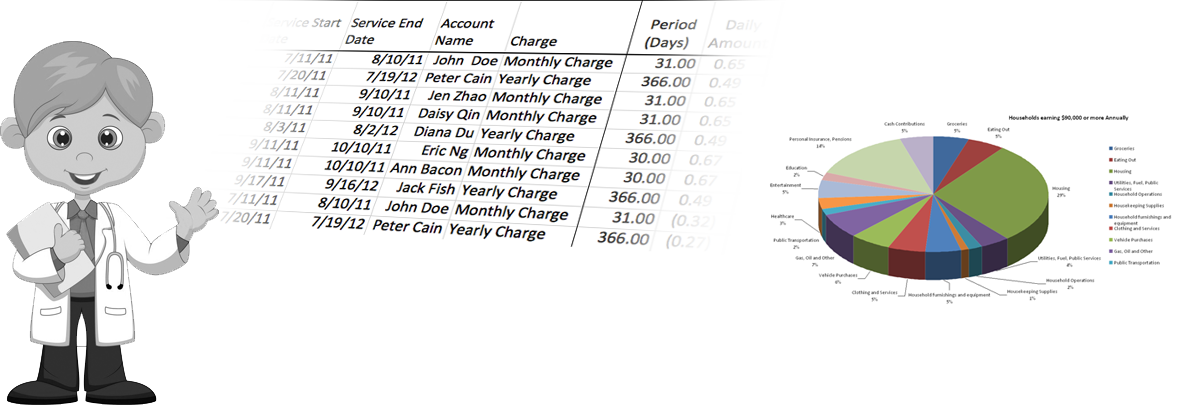 Service Start Service End Account Period Daily
Date Date Name Charge (Days) Amount
7/11/11 8/10/11 John Doe Monthly Charge 31.00 0.65
7/20/11 7/19/12 Peter Cain Yearly Charge 366.00 0.49
8/11/11 9/10/11 Jen Zhao Monthly Charge 31.00 0.65
8/11/11 9/10/11 Daisy Qin Monthly Charge 31.00 0.65
8/3/11 8/2/12 Diana Du Yearly Charge 366.00 0.49
9/11/11 10/10/11 Eric Ng Monthly Charge 30.00 0.67
9/11/11 10/10/11 Ann Bacon Monthly Charge 30.00 0.67
9/17/11 9/16/12 Jack Fish Yearly Charge 366.00 0.49
7/11/11 8/10/11 John Doe Monthly Charge 31.00
7/20/11 7/19/12 Peter Cain Yearly Charge 366.00 (0.27)
Households earning $90,000 or more Annually
Cash Contributions
5%
Groceries
5%
Eating Out
5%
Personal Insurance, Pensions
14%
Education
2%
Entertainment
5%
Housing
29%
Healthcare
3%
Public Transportation
2%
Gas, Oil and Other
7%
Vehicle Purchases
6%
Clothing and Services
5%
Household furnishings and equipment
5%
Housekeeping Supplies
1%
Household Operations
2%
Utilities, Fuel, Public Services
4%
Groceries
Eating Out
Housing
Utilities, Fuel, Public
Services
Household Operations
Housekeeping Supplies
Household furnishings and
equipment
Clothing and Services
Vehicle Purchases
Gas, Oil and Other
Public Transportation